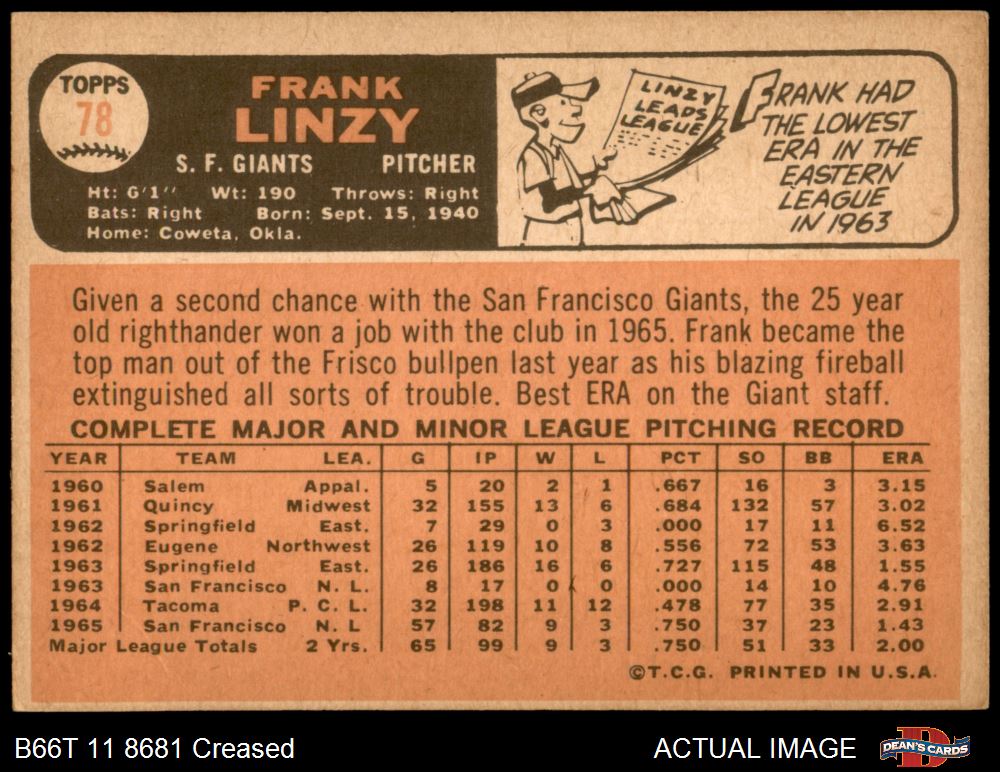 TOPPS
78
FRANK
LINZY
S. F. GIANTS PITCHER
Ht: 6'1" Wt: 190 Throws: Right
Bats: Right Born: Sept. 15, 1940
Home: Coweta, Okla.
LINZY
LEADS
LEAGUE
FRANK HAD
THE LOWEST
ERA IN THE
EASTERN
LEAGUE
IN 1963
Given a second chance with the San Francisco Giants, the 25 year
old righthander won a job with the club in 1965. Frank became the
top man out of the Frisco bullpen last year as his blazing fireball
extinguished all sorts of trouble. Best ERA on the Giant staff.
COMPLETE MAJOR AND MINOR LEAGUE PITCHING RECORD
YEAR TEAM LEA. G IP W L PCT SO BB ERA
1960 Salem Appal. 5 20 2 1 .667 16 3 3.15
1961 Quincy Midwest 32 155 13 6 .684 132 57 3.02
1962 Springfield East. 7 29 0 3 .000 17 11 6.52
1962 Eugene Northwest 26 119 10 8 .556 72 53 3.63
1963 Springfield East. 26 186 16 6 .727 115 48 1.55
1963 San Francisco N. L. 8 17 0 0 .000 14 10 4.76
1964 Tacoma P. C. L. 32 198 11 12 .478 77 35 2.91
1965 San Francisco N. L 57 82 9 3 .750 37 23 1.43
Major League Totals 2 Yrs. 65 99 9 3 .750 51 33 2.00
©T.C.G. PRINTED IN U.S.A.
B66T 11 8681 Creased
ACTUAL IMAGE
DEAN'S CARDS